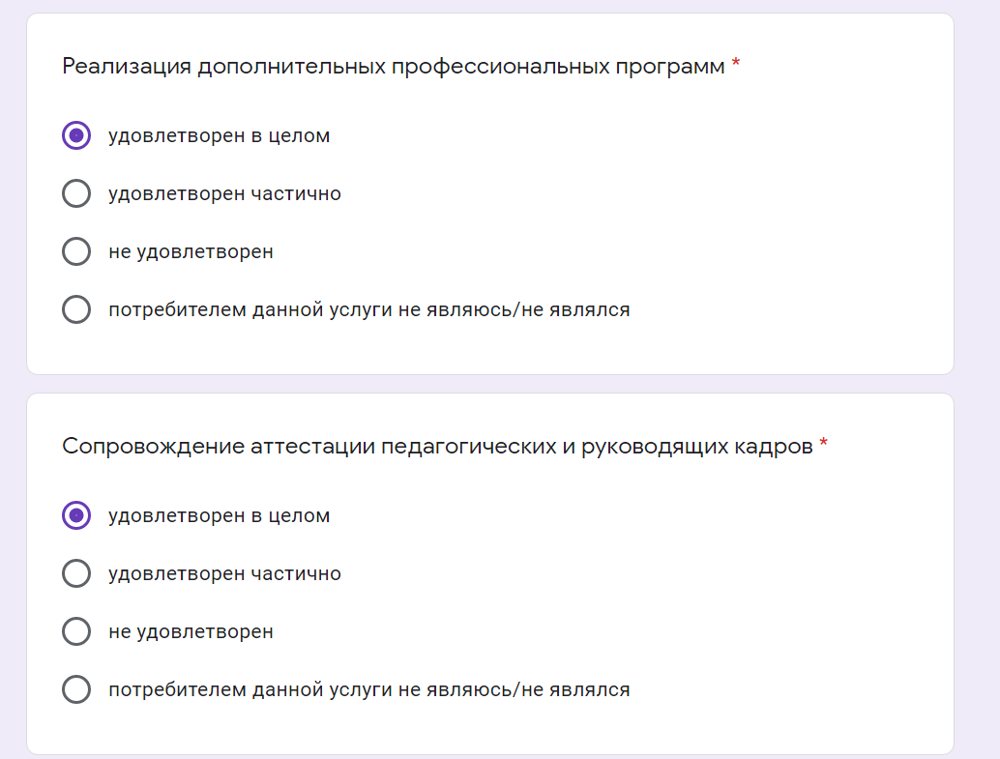 Реализация дополнительных профессиональных программ *
удовлетворен в целом
удовлетворен частично
не удовлетворен
потребителем данной услуги не являюсь/не являлся
Сопровождение аттестации педагогических и руководящих кадров *
удовлетворен в целом
удовлетворен частично
не удовлетворен
потребителем данной услуги не являюсь/не являлся